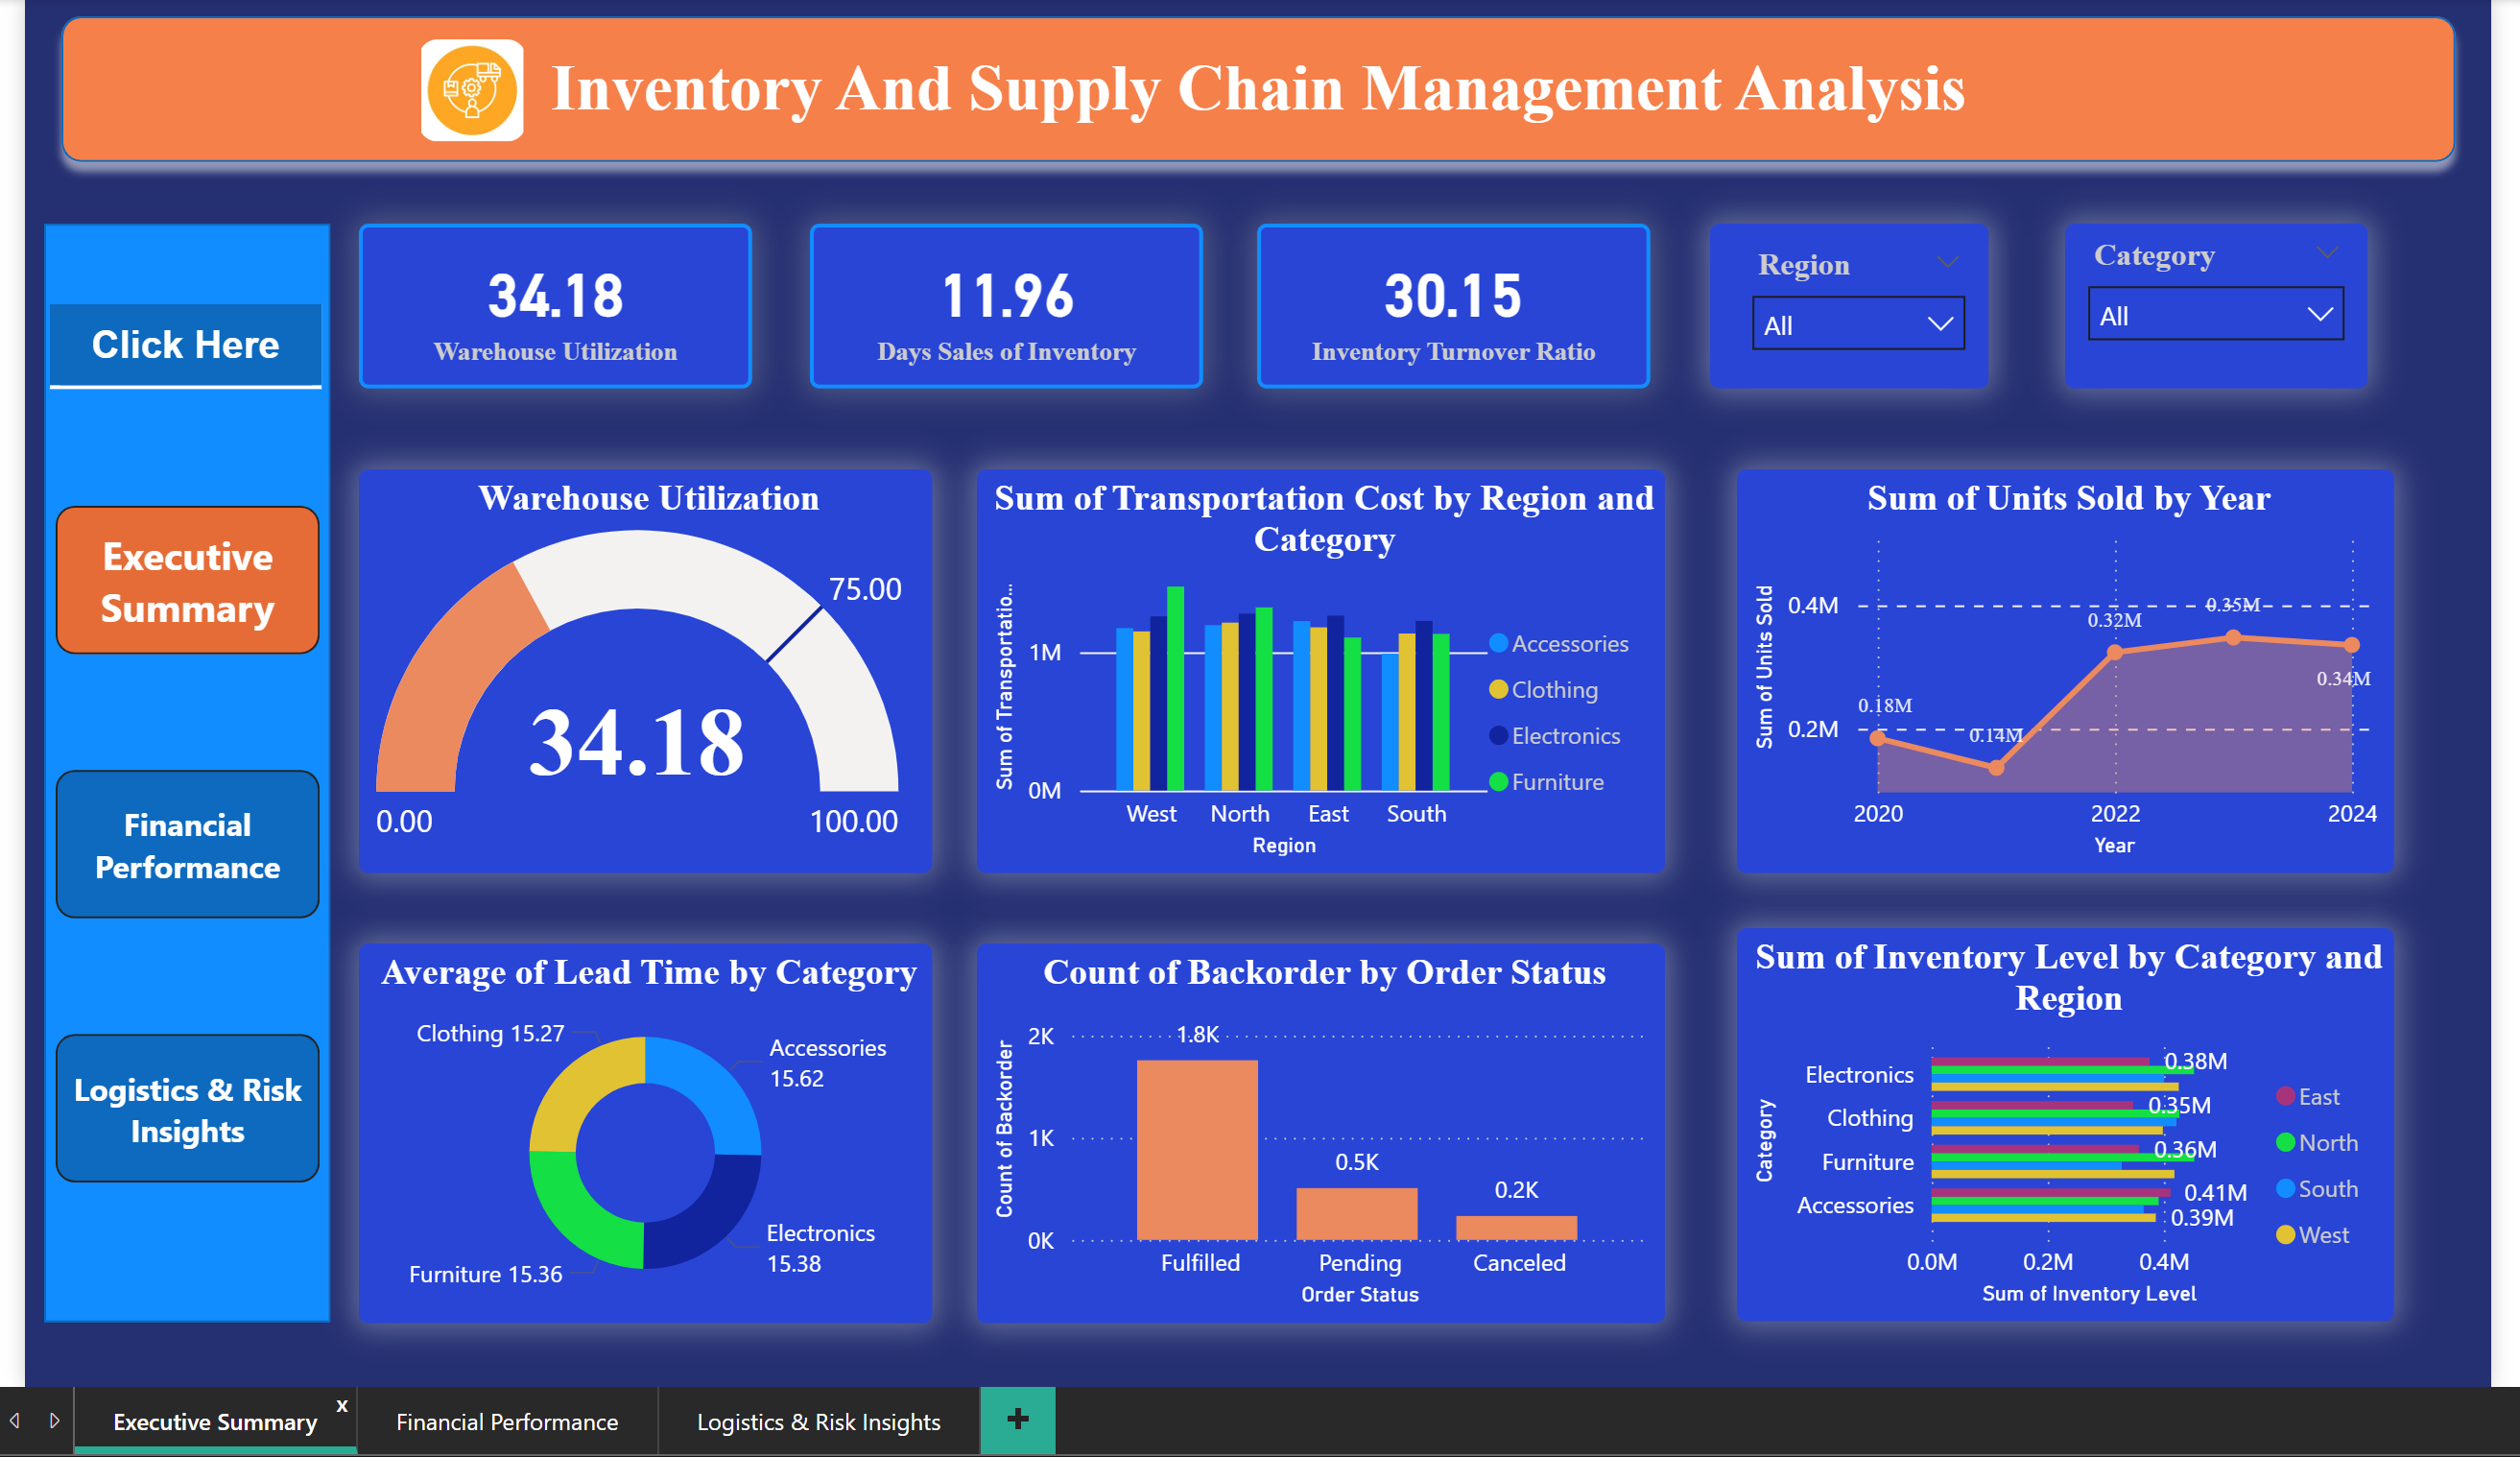 Inventory And Supply Chain Management Analysis
Click Here
Executive
Summary
Financial
Performance
Logistics & Risk
Insights
34.18
Warehouse Utilization
11.96
Days Sales of Inventory
30.15
Inventory Turnover Ratio
Region
All
Category
All
Warehouse Utilization
75.00
34.18
0.00
100.00
Sum of Transportation Cost by Region and
Category
Sum of Transportatio...
1M
0M
West
North
East
South
Region
Accessories
Clothing
Electronics
Furniture
Sum of Units Sold by Year
Sum of Units Sold
0.4M
0.2M
0.18M
0.14M
0.32M
0.35M
0.34M
2020
2022
2024
Year
Average of Lead Time by Category
Clothing 15.27
Accessories
15.62
Electronics
15.38
Furniture 15.36
Count of Backorder by Order Status
Count of Backorder
2K
1K
0K
1.8K
0.5K
0.2K
Fulfilled
Pending
Canceled
Order Status
Sum of Inventory Level by Category and
Region
Category
Electronics
Clothing
Furniture
Accessories
0.38M
0.35M
0.36M
0.41M
0.39M
0.0M
0.2M
0.4M
Sum of Inventory Level
East
North
South
West
Executive Summary
x
Financial Performance
Logistics & Risk Insights
+